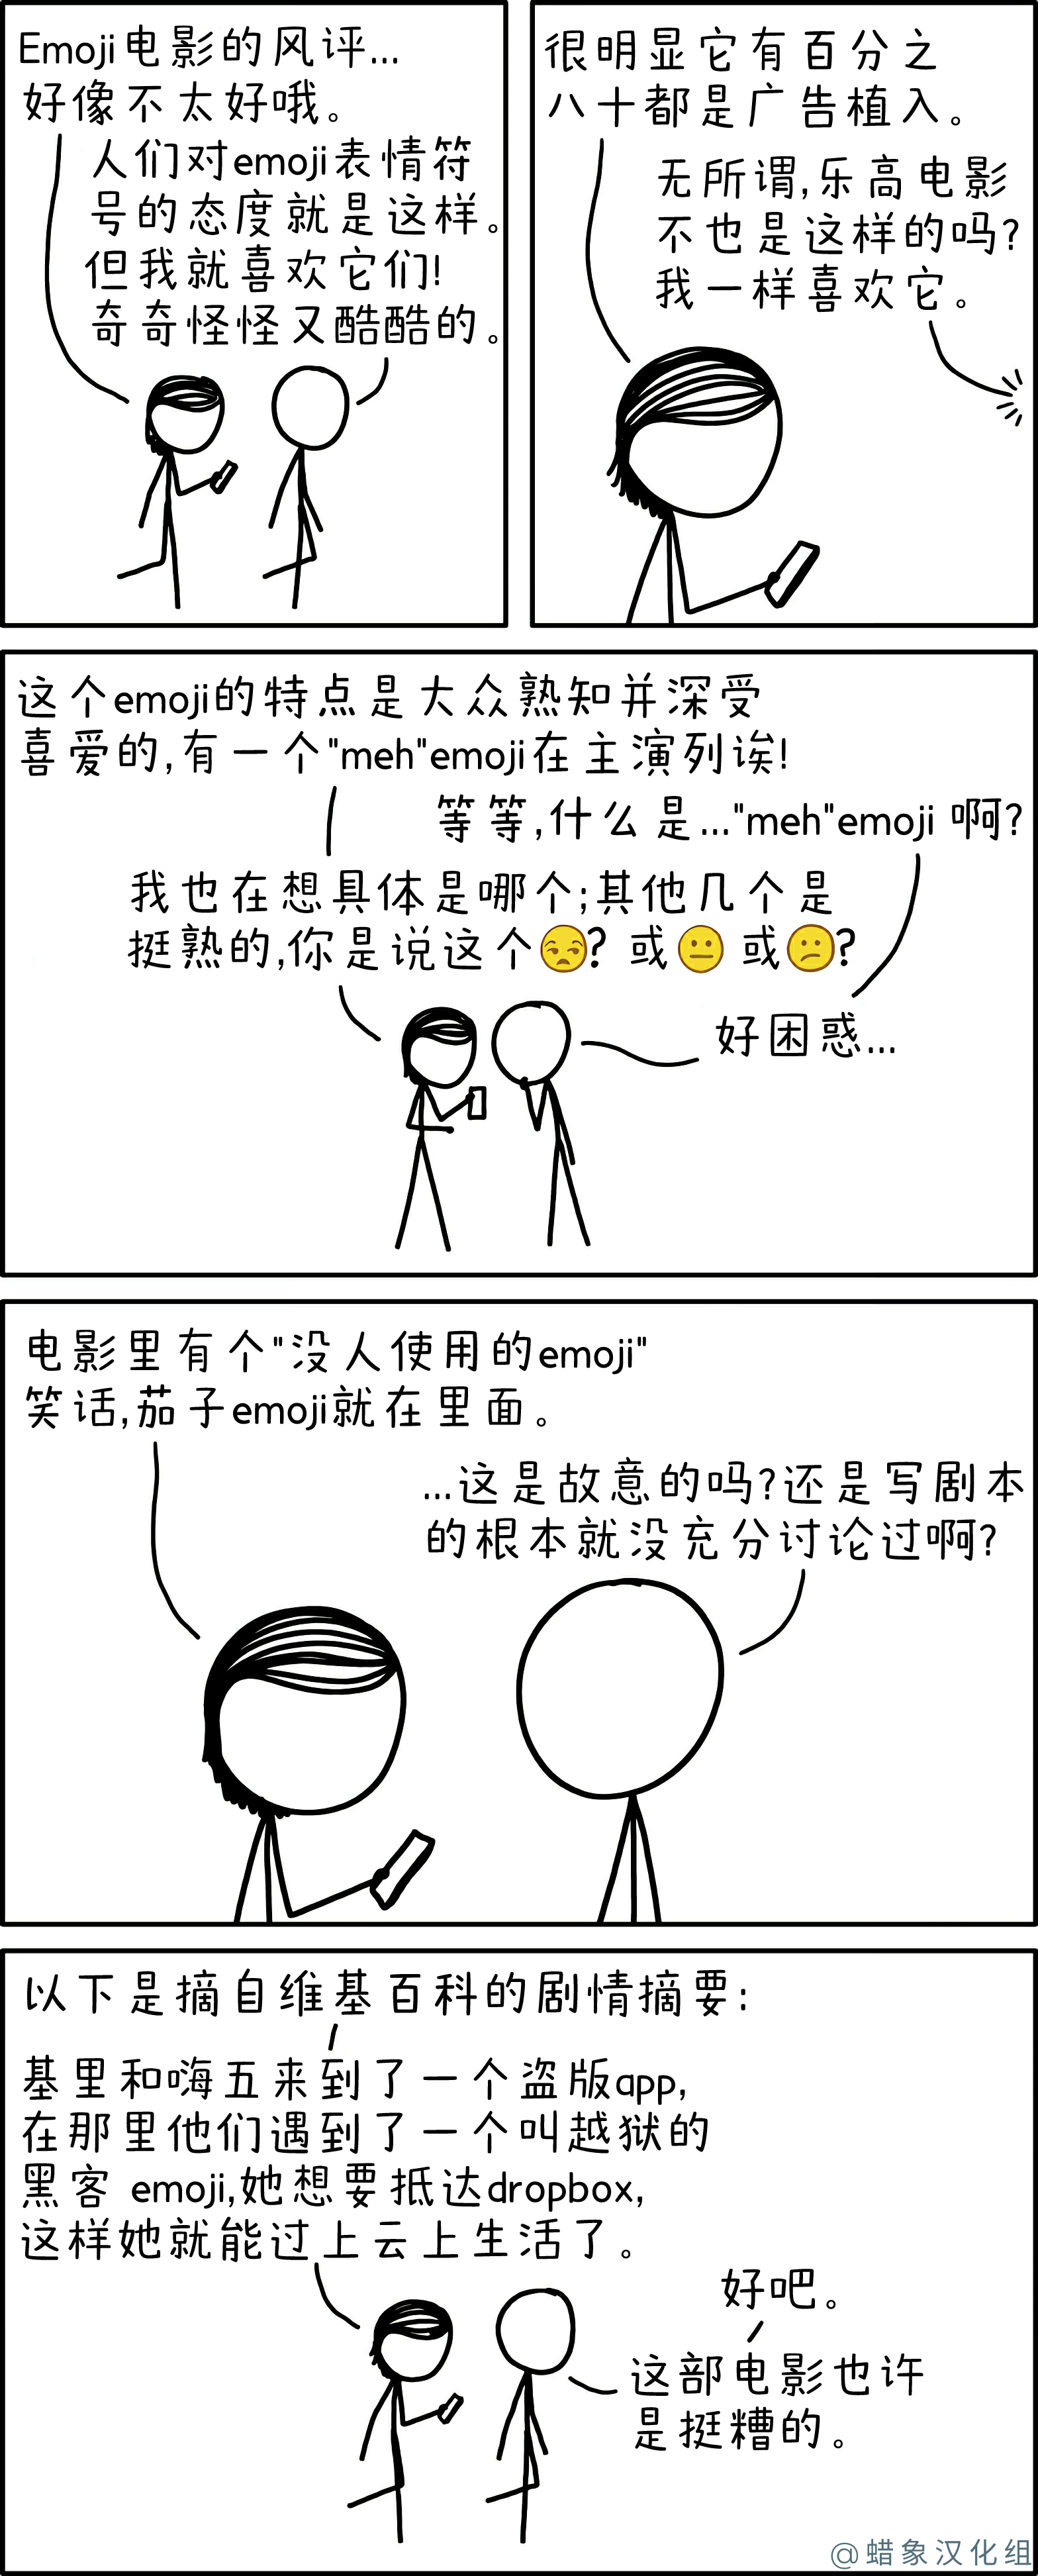 Emoji电影的风评...
好像不太好哦。
人们对emoji表情符
号的态度就是这样。
但我就喜欢它们!
奇奇怪怪又酷酷的。
很明显它有百分之
八十都是广告植入。
无所谓,乐高电影
不也是这样的吗?
我一样喜欢它。
这个emoji的特点是大众熟知并深受
喜爱的,有一个"meh"emoji在主演列诶!
等等,什么是..."meh"emoji 啊?
我也在想具体是哪个;其他几个是
挺熟的,你是说这个😒? 或😐 或😕?
好困惑...
电影里有个"没人使用的emoji"
笑话,茄子emoji就在里面。
...这是故意的吗?还是写剧本
的根本就没充分讨论过啊?
以下是摘自维基百科的剧情摘要:
基里和嗨五来到了一个盗版app,
在那里他们遇到了一个叫越狱的
黑客 emoji,她想要抵达dropbox,
这样她就能过上云上生活了。
好吧。
这部电影也许
是挺糟的。
@蜡象汉化组